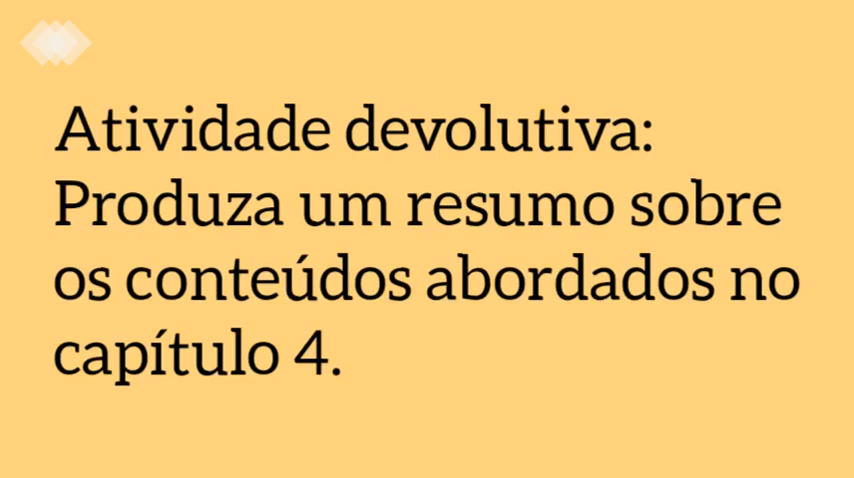 Atividade devolutiva:
Produza um resumo sobre
os conteúdos abordados no
capítulo 4.